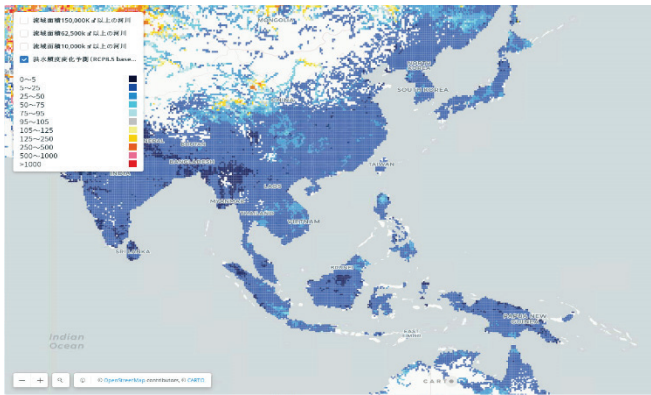 流域面積150,000k㎡以上の河川
流域面積62,500k㎡以上の河川
流域面積10,000k㎡以上の河川
洪水頻度変化予測 (RCP8.5 base...
0～5
5～25
25～50
50～75
75～95
95～105
105～125
125～250
250～500
500～1000
>1000
MONGOLIA
SOUTH KOREA
BANGLADESH
INDIA
TAIWAN
LAOS
MYANMAR
THAILAND
VIETNAM
SRI LANKA
BRUNEI
PAPUA NEW
GUINEA
EAST
TIMOR
Indian
Ocean
© OpenStreetMap contributors, © CARTO
CARTO